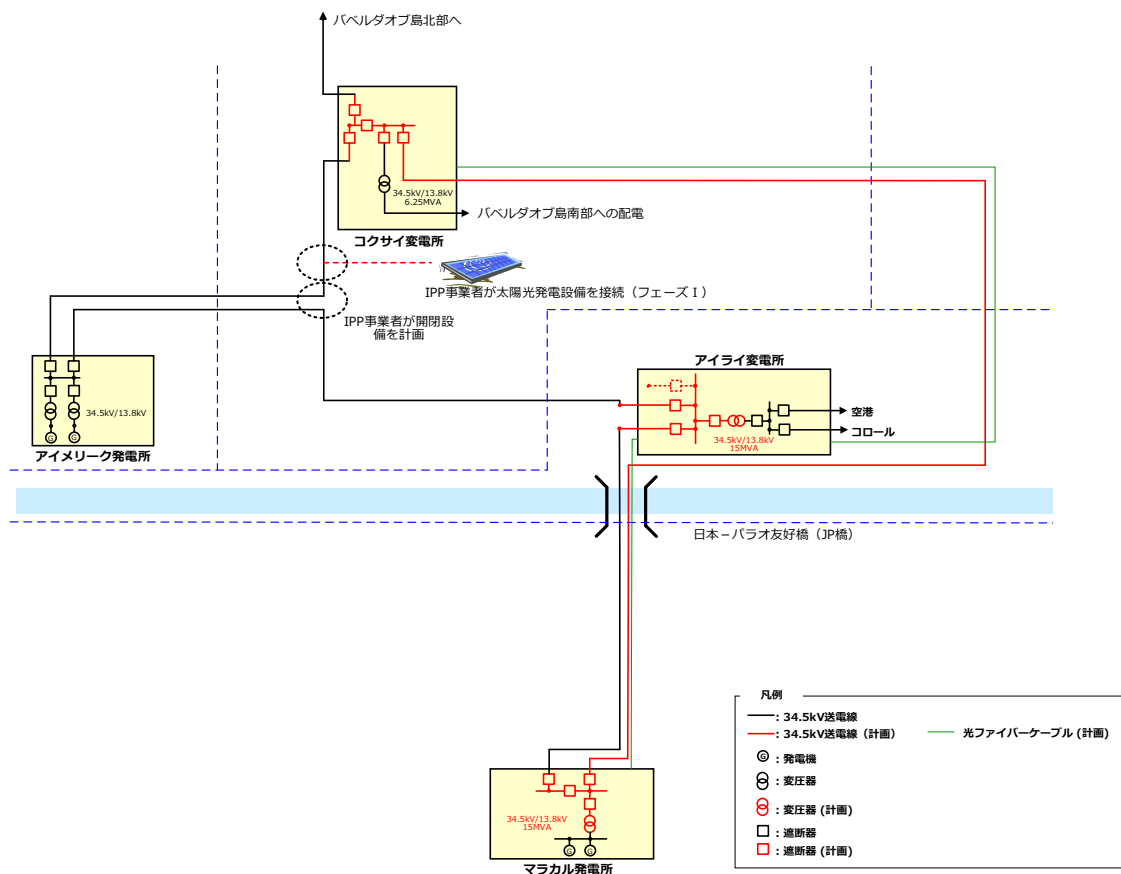 バベルダオブ島北部へ
34.5kV/13.8kV
6.25MVA
バベルダオブ島南部への配電
コクサイ変電所
IPP事業者が太陽光発電設備を接続（フェーズⅠ）
IPP事業者が開閉設
備を計画
34.5kV/13.8kV
G
G
アイメリーク発電所
アイライ変電所
34.5kV/13.8kV
15MVA
空港
コロール
日本－パラオ友好橋（JP橋）
34.5kV/13.8kV
15MVA
G
G
マラカル発電所
凡例
: 34.5kV送電線
: 34.5kV送電線（計画）
光ファイバーケーブル (計画)
G
: 発電機
: 変圧器
: 変圧器 (計画)
: 遮断器
: 遮断器 (計画)